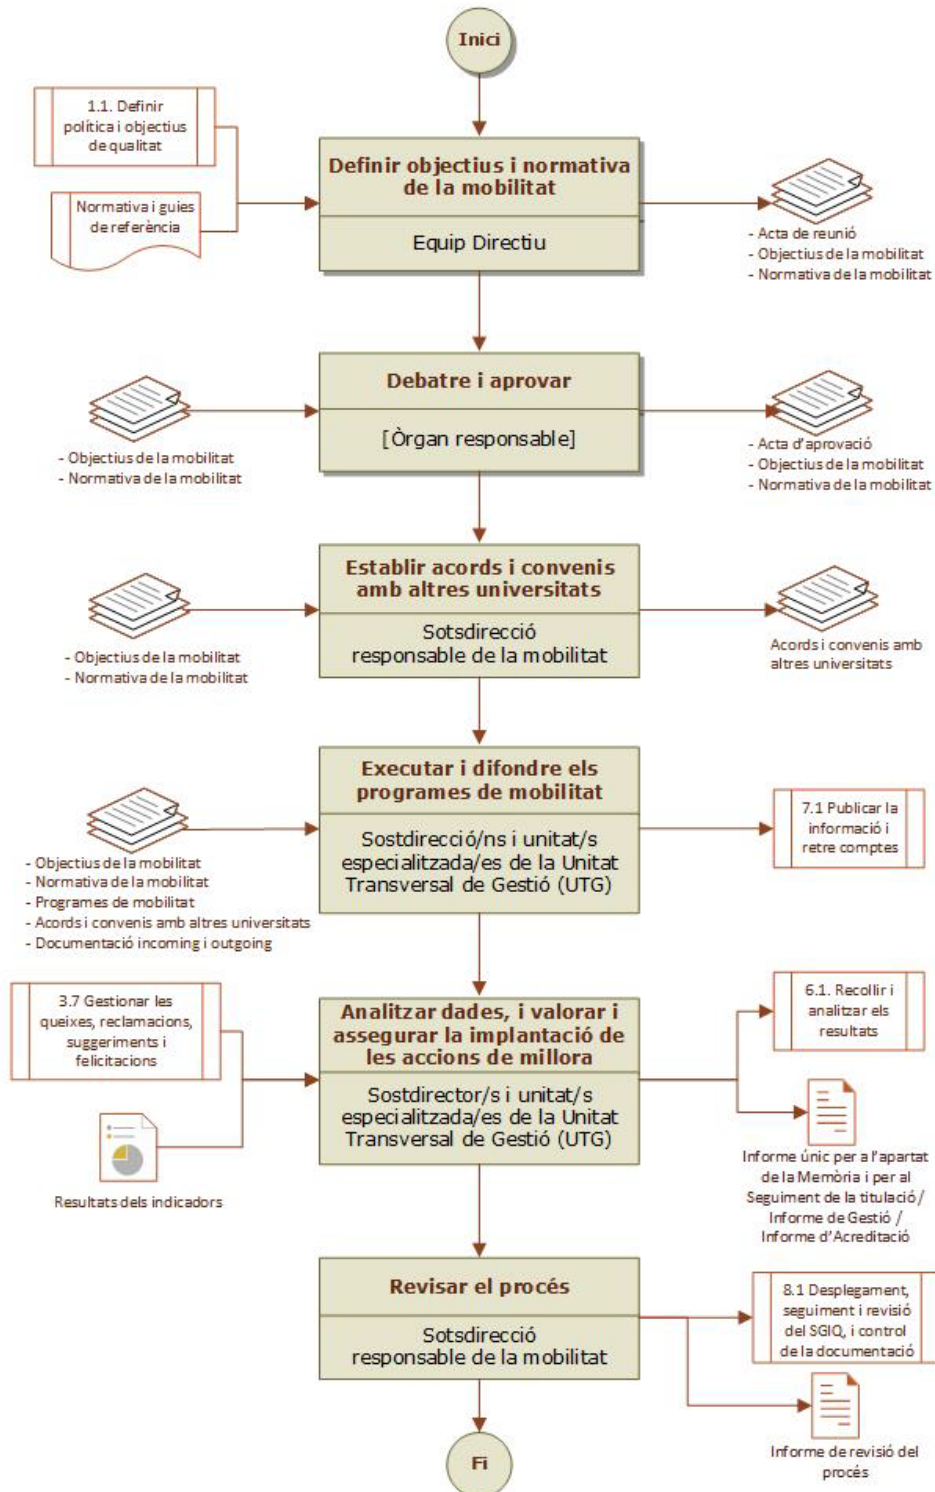 Inici
1.1. Definir
política i objectius
de qualitat
Normativa i guies
de referència
Definir objectius i normativa
de la mobilitat
Equip Directiu
- Acta de reunió
- Objectius de la mobilitat
- Normativa de la mobilitat
- Objectius de la mobilitat
- Normativa de la mobilitat
Debatre i aprovar
[Òrgan responsable]
- Acta d'aprovació
- Objectius de la mobilitat
- Normativa de la mobilitat
- Objectius de la mobilitat
- Normativa de la mobilitat
Establir acords i convenis
amb altres universitats
Sotsdirecció
responsable de la mobilitat
Acords i convenis amb
altres universitats
- Objectius de la mobilitat
- Normativa de la mobilitat
- Programes de mobilitat
- Acords i convenis amb altres universitats
- Documentació incoming i outgoing
Executar i difondre els
programes de mobilitat
Sostdirecció/ns i unitat/s
especialitzada/es de la Unitat
Transversal de Gestió (UTG)
7.1 Publicar la
informació i
retre comptes
3.7 Gestionar les
queixes, reclamacions,
suggeriments i
felicitacions
Resultats dels indicadors
Analitzar dades, i valorar i
assegurar la implantació de
les accions de millora
Sostdirector/s i unitat/s
especialitzada/es de la Unitat
Transversal de Gestió (UTG)
6.1. Recollir i
analitzar els
resultats
Informe únic per a l'apartat
de la Memòria i per al
Seguiment de la titulació /
Informe de Gestió /
Informe d'Acreditació
Revisar el procés
Sotsdirecció
responsable de la mobilitat
8.1 Desplegament,
seguiment i revisió
del SGIQ, i control
de la documentació
Informe de revisió del
procés
Fi